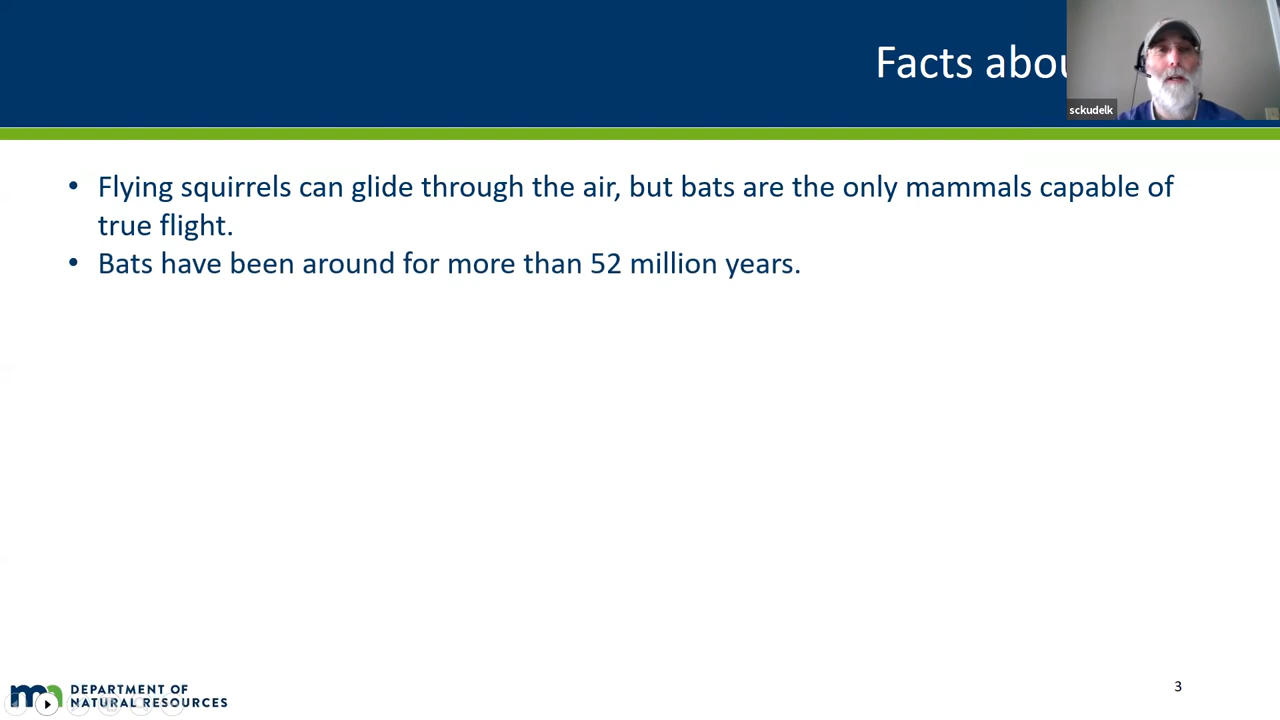 Facts abou
sckudelk
• Flying squirrels can glide through the air, but bats are the only mammals capable of
true flight.
• Bats have been around for more than 52 million years.
mn DEPARTMENT OF
NATURAL RESOURCES
3